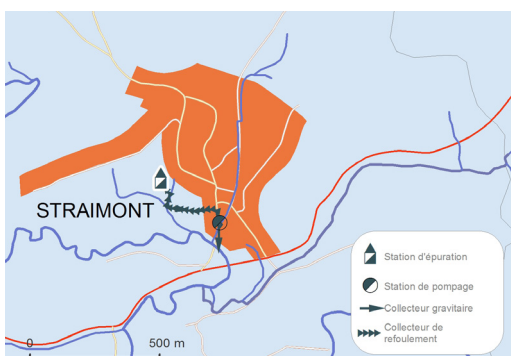 STRAIMONT
Station d'épuration
Station de pompage
Collecteur gravitaire
Collecteur de
refoulement
0 500 m